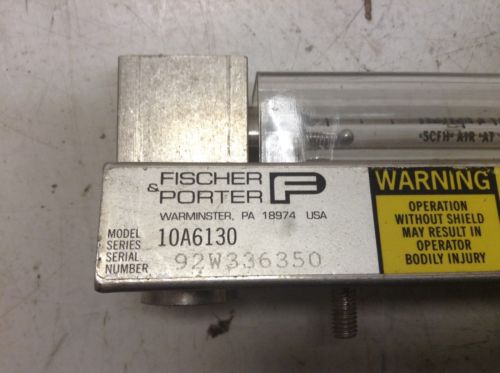 "SCFH" AIR "AT
FISCHER
& PORTER
WARMINSTER, PA 18974 USA
MODEL
SERIES 10A6130
SERIAL
NUMBER 92W336350
WARNING
OPERATION
WITHOUT SHIELD
MAY RESULT IN
OPERATOR
BODILY INJURY